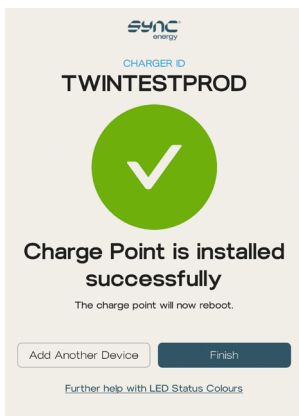 sync
energy
CHARGER ID
TWINTESTPROD
Charge Point is installed
successfully
The charge point will now reboot.
Add Another Device
Finish
Further help with LED Status Colours